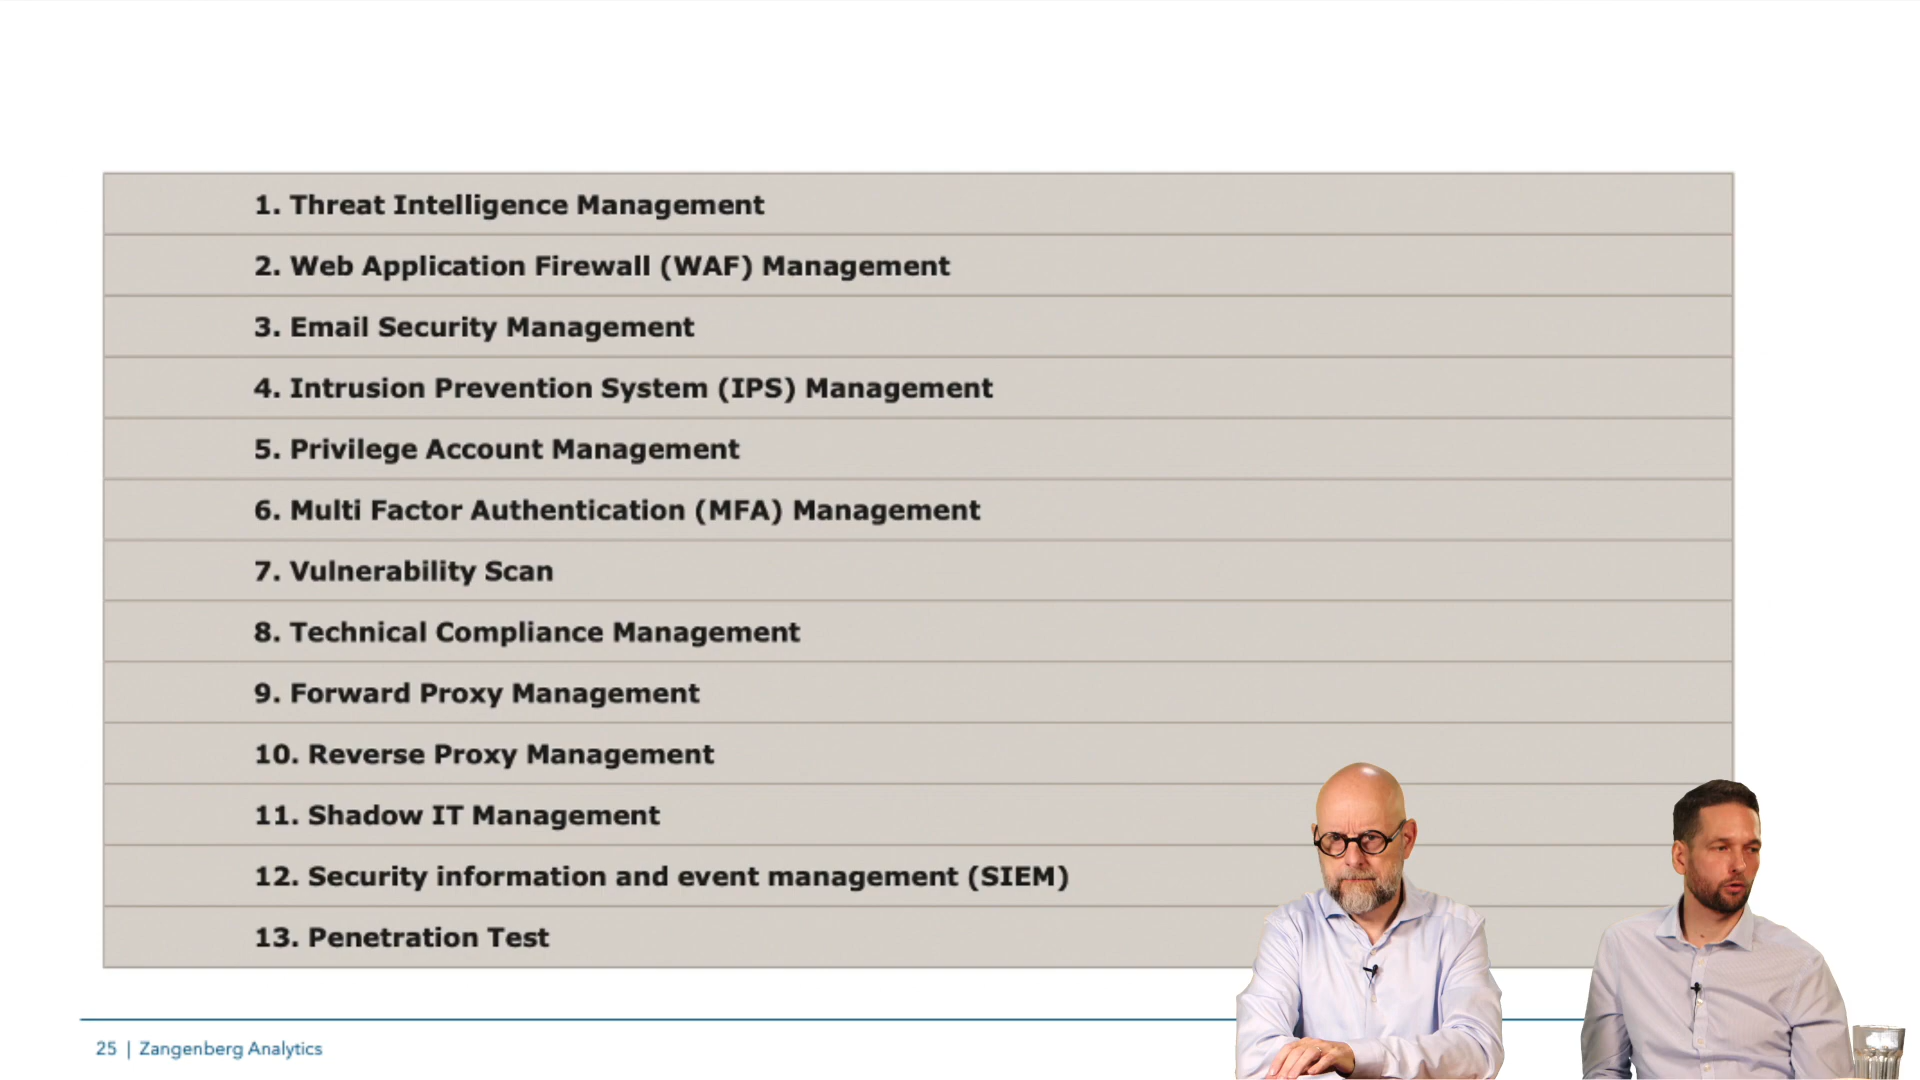 1. Threat Intelligence Management
2. Web Application Firewall (WAF) Management
3. Email Security Management
4. Intrusion Prevention System (IPS) Management
5. Privilege Account Management
6. Multi Factor Authentication (MFA) Management
7. Vulnerability Scan
8. Technical Compliance Management
9. Forward Proxy Management
10. Reverse Proxy Management
11. Shadow IT Management
12. Security information and event management (SIEM)
13. Penetration Test
25 | Zangenberg Analytics